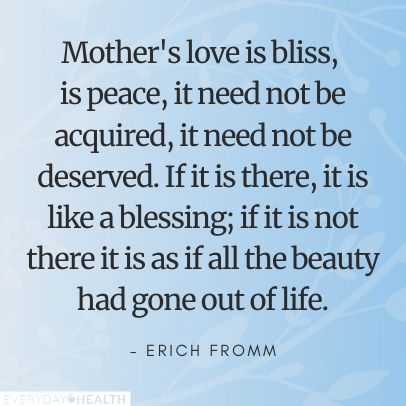 Mother's love is bliss,
is peace, it need not be
acquired, it need not be
deserved. If it is there, it is
like a blessing; if it is not
there it is as if all the beauty
had gone out of life.
– ERICH FROMM
EVERYDAY HEALTH